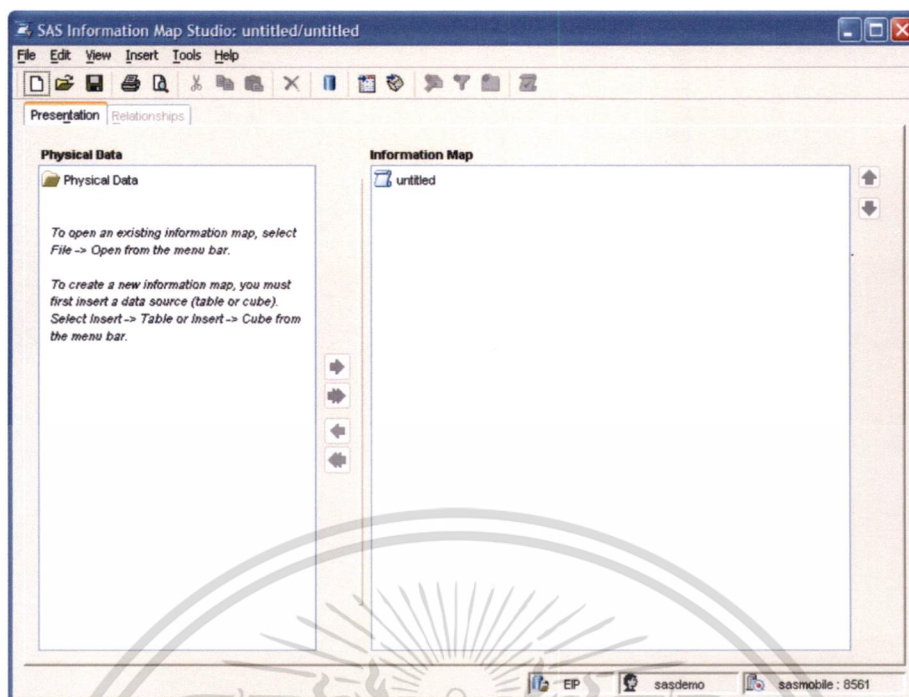 SAS Information Map Studio: untitled/untitled
File Edit View Insert Tools Help
Presentation Relationships
Physical Data
Information Map
Physical Data
untitled
To open an existing information map, select
File -> Open from the menu bar.
To create a new information map, you must
first insert a data source (table or cube).
Select Insert -> Table or Insert -> Cube from
the menu bar.
EIP sasdemo sasmobile : 8561